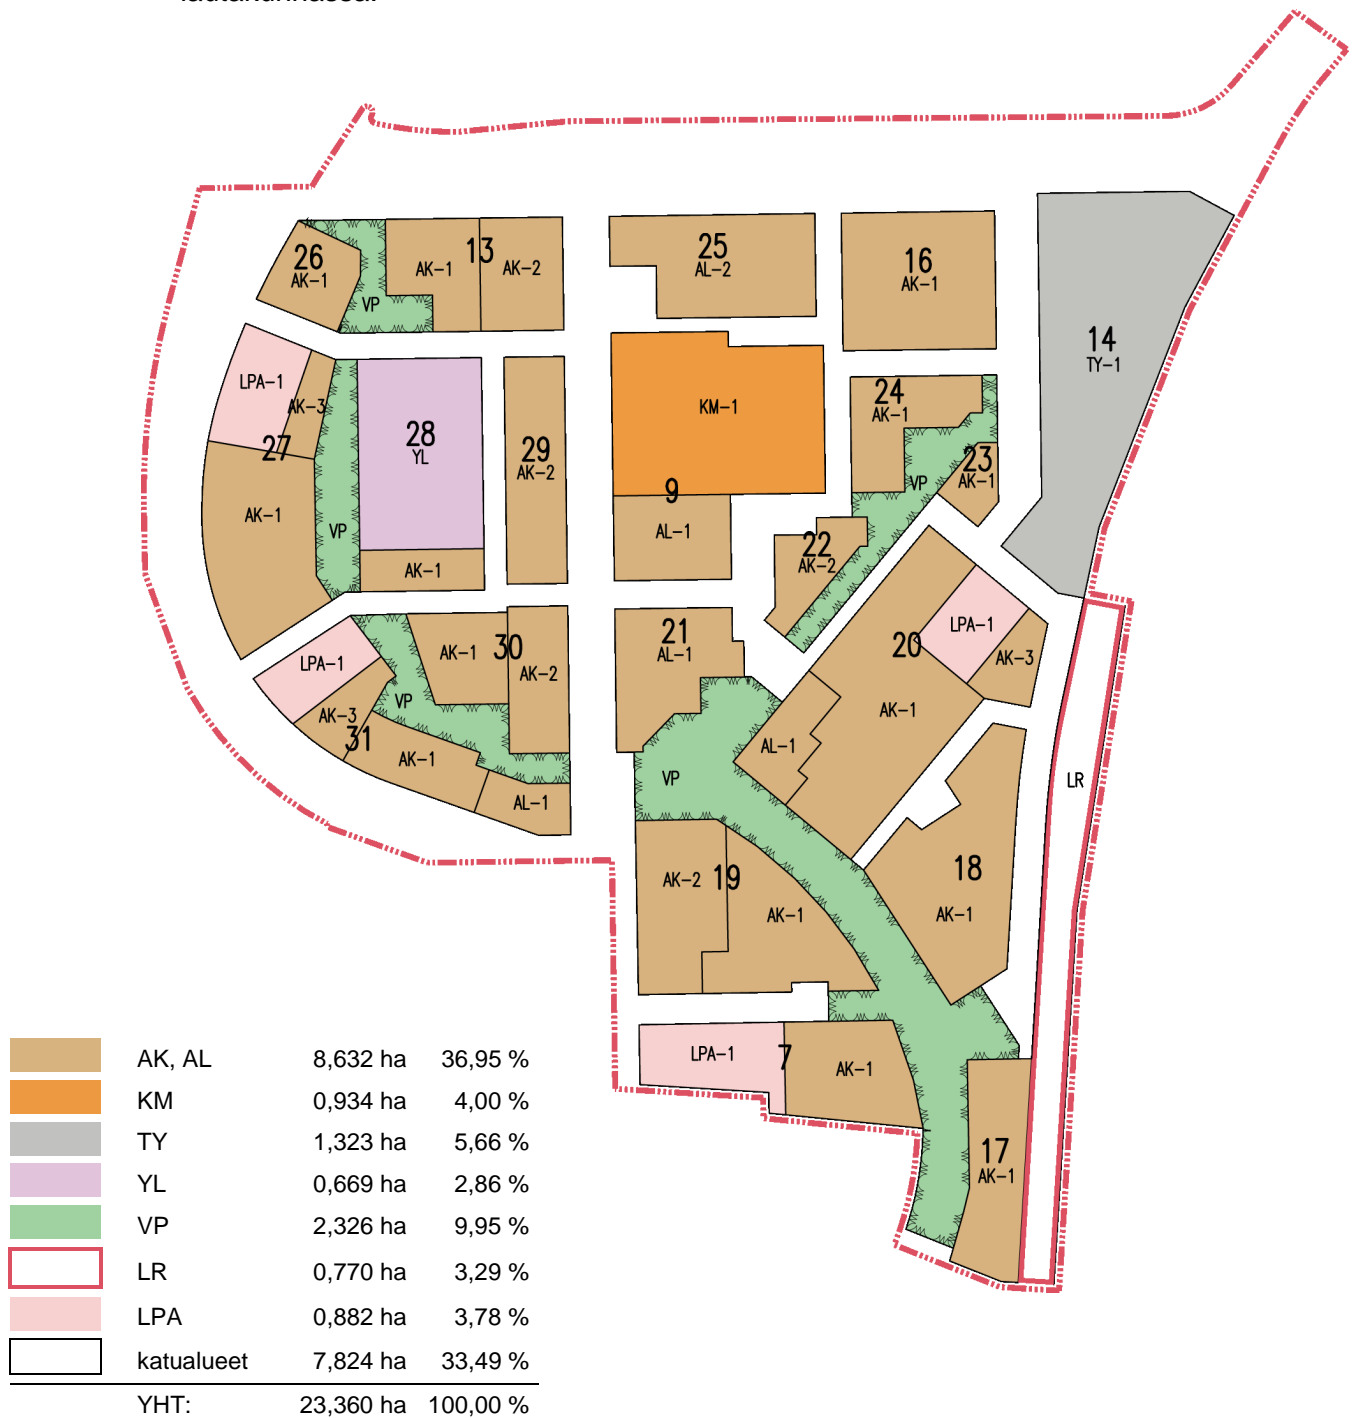 lautakunnassa.
13
25
AL-2
16
AK-1
26
AK-1
AK-1
AK-2
VP
14
TY-1
LPA-1
AK-3
27
AK-1
VP
28
YL
AK-1
29
AK-2
KM-1
9
AL-1
24
AK-1
VP
23
AK-1
22
AK-2
LPA-1
AK-3
31
AK-1
AL-1
VP
AK-1
30
AK-2
21
AL-1
VP
20
LPA-1
AK-3
AK-1
AL-1
LR
18
AK-1
AK-2
19
AK-1
LPA-1
7
AK-1
17
AK-1
AK, AL 8,632 ha 36,95 %
KM 0,934 ha 4,00 %
TY 1,323 ha 5,66 %
YL 0,669 ha 2,86 %
VP 2,326 ha 9,95 %
LR 0,770 ha 3,29 %
LPA 0,882 ha 3,78 %
katualueet 7,824 ha 33,49 %
YHT: 23,360 ha 100,00 %